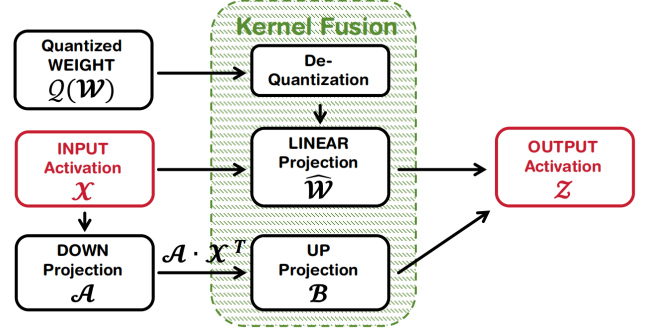 Kernel Fusion
Quantized
WEIGHT
𝒬(𝓦)
De-
Quantization
INPUT
Activation
𝓧
LINEAR
Projection
𝓦̂
OUTPUT
Activation
𝓩
DOWN
Projection
𝓐
𝓐 · 𝓧ᵀ
UP
Projection
𝓑